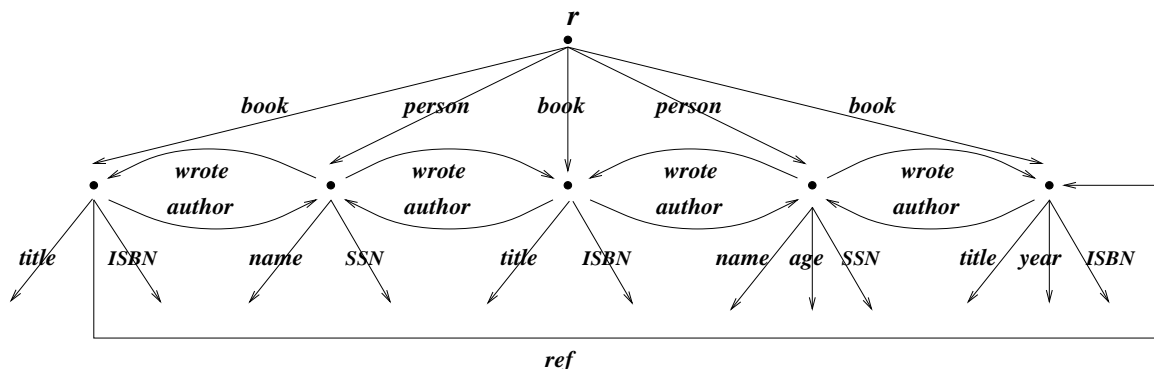 r
book person book person book
wrote wrote wrote wrote
author author author author
title ISBN name SSN title ISBN name age SSN title year ISBN
ref